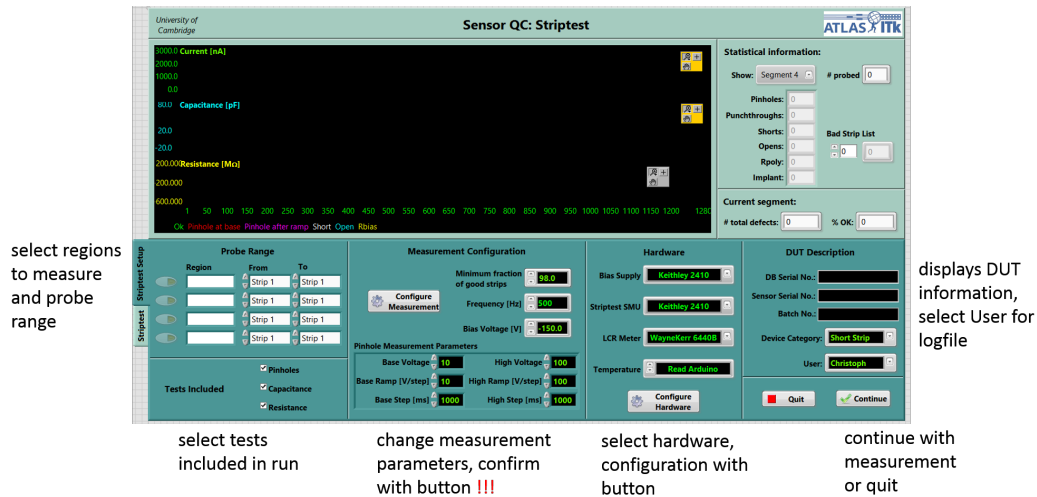 University of
Cambridge
Sensor QC: Striptest
ATLAS ITk
3000.0 Current [nA]
2000.0
1000.0
0.0
80.0 Capacitance [pF]
20.0
-20.0
200.000 Resistance [MΩ]
200.000
600.000
1 50 100 150 200 250 300 350 400 450 500 550 600 650 700 750 800 850 900 950 1000 1050 1100 1150 1200 1280
Ok Pinhole at base Pinhole after ramp Short Open Rbias
Statistical information:
Show: Segment 4 # probed 0
Pinholes: 0
Punchthroughs: 0
Shorts: 0
Bad Strip List
Opens: 0
0 0
Rpoly: 0
Implant: 0
Current segment:
# total defects: 0 % OK: 0
select regions
to measure
and probe
range
Striptest Setup
Striptest
Probe Range
Region From To
Strip 1 Strip 1
Strip 1 Strip 1
Strip 1 Strip 1
Strip 1 Strip 1
Tests Included
Pinholes
Capacitance
Resistance
Measurement Configuration
Minimum fraction
of good strips 98.0
Configure
Measurement
Frequency [Hz] 500
Bias Voltage [V] -150.0
Pinhole Measurement Parameters
Base Voltage 10 High Voltage 100
Base Ramp [V/step] 10 High Ramp [V/step] 100
Base Step [ms] 1000 High Step [ms] 1000
Hardware
Bias Supply Keithley 2410
Striptest SMU Keithley 2410
LCR Meter WayneKerr 6440B
Temperature Read Arduino
Configure
Hardware
DUT Description
DB Serial No.:
Sensor Serial No.:
Batch No.:
Device Category: Short Strip
User: Christoph
Quit Continue
displays DUT
information,
select User for
logfile
select tests
included in run
change measurement
parameters, confirm
with button !!!
select hardware,
configuration with
button
continue with
measurement
or quit